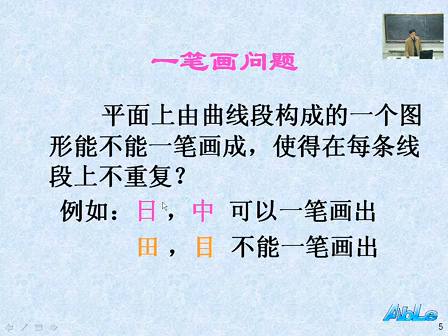 一笔画问题
平面上由曲线段构成的一个图
形能不能一笔画成，使得在每条线
段上不重复？
例如：日，中 可以一笔画出
田，目 不能一笔画出
AbLe
5